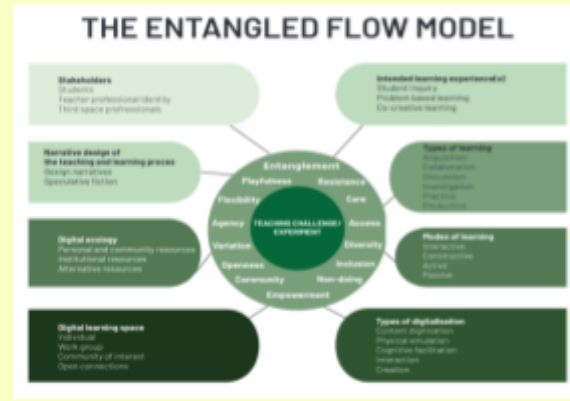 THE ENTANGLED FLOW MODEL
Stakeholders
Students
Teacher professional identity
Third space professionals
Intended learning experience(s)
Student inquiry
Problem based learning
Co-creative learning
Narrative design of
the teaching and learning proces
Design narratives
Speculative fiction
Types of learning
Acquisition
Collaboration
Discussion
Investigation
Practice
Production
Digital ecology
Personal and community resources
Institutional resources
Alternative resources
Modes of learning
Interactive
Constructive
Active
Passive
Digital learning space
Individual
Work group
Community of interest
Open connections
Types of digitalisation
Content digitisation
Physical simulation
Cognitive facilitation
Interaction
Creation
Entanglement
Playfulness
Resistance
Flexibility
Care
Agency
Access
Variation
Diversity
Openness
Inclusion
Community
Non-doing
Empowerment
TEACHING CHALLENGE/
EXPERIMENT